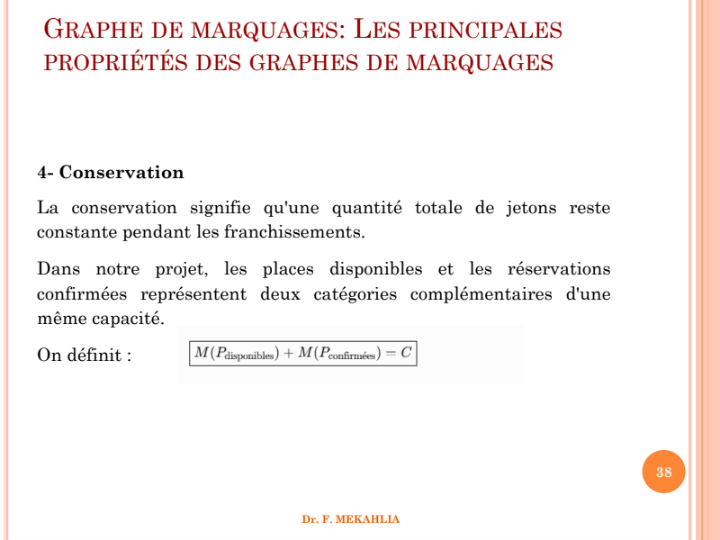 GRAPHE DE MARQUAGES: LES PRINCIPALES
PROPRIÉTÉS DES GRAPHES DE MARQUAGES
4- Conservation
La conservation signifie qu'une quantité totale de jetons reste
constante pendant les franchissements.
Dans notre projet, les places disponibles et les réservations
confirmées représentent deux catégories complémentaires d'une
même capacité.
On définit :
M(P_disponibles) + M(P_confirmées) = C
38
Dr. F. MEKAHLIA